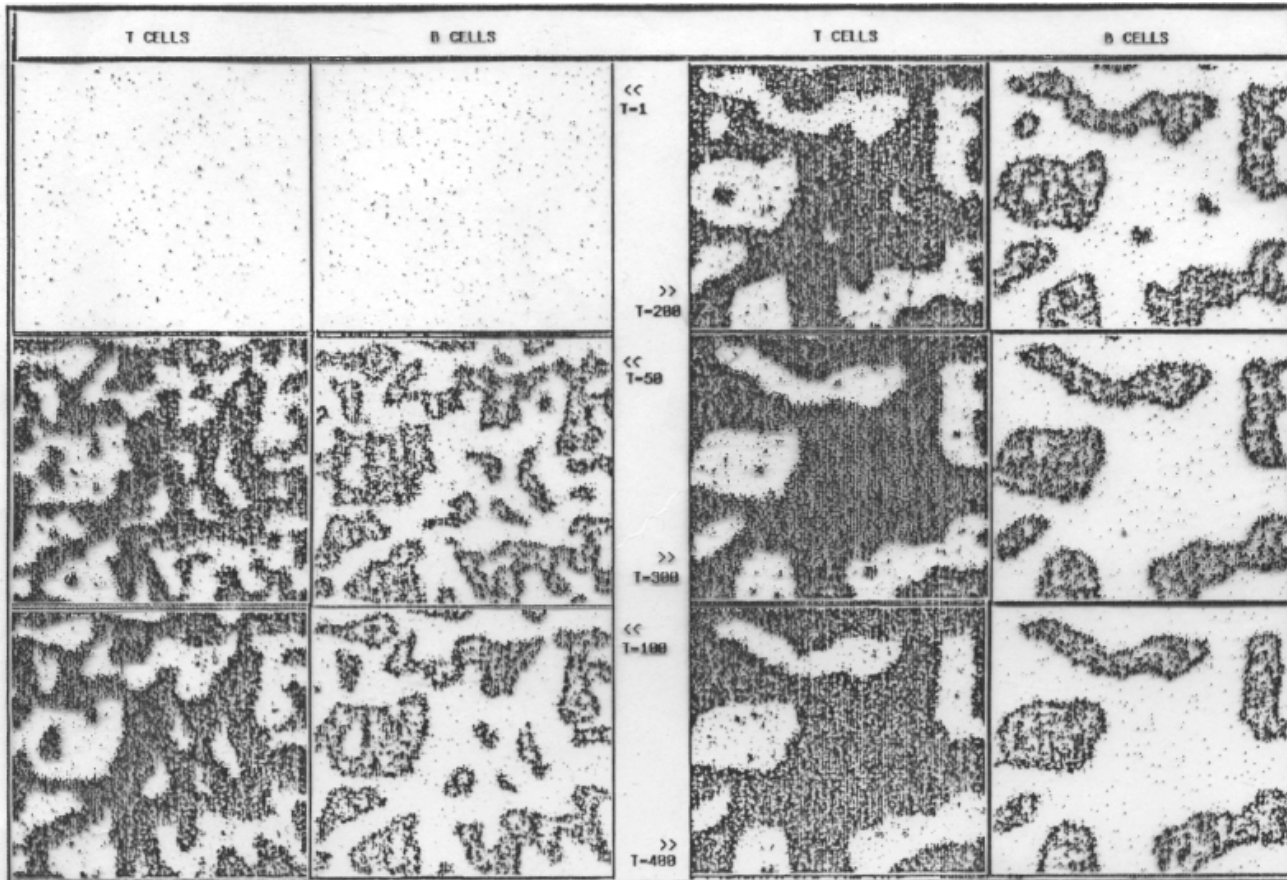 T CELLS B CELLS T CELLS B CELLS
<<
T=1
>>
T=200
<<
T=50
>>
T=300
<<
T=100
>>
T=400